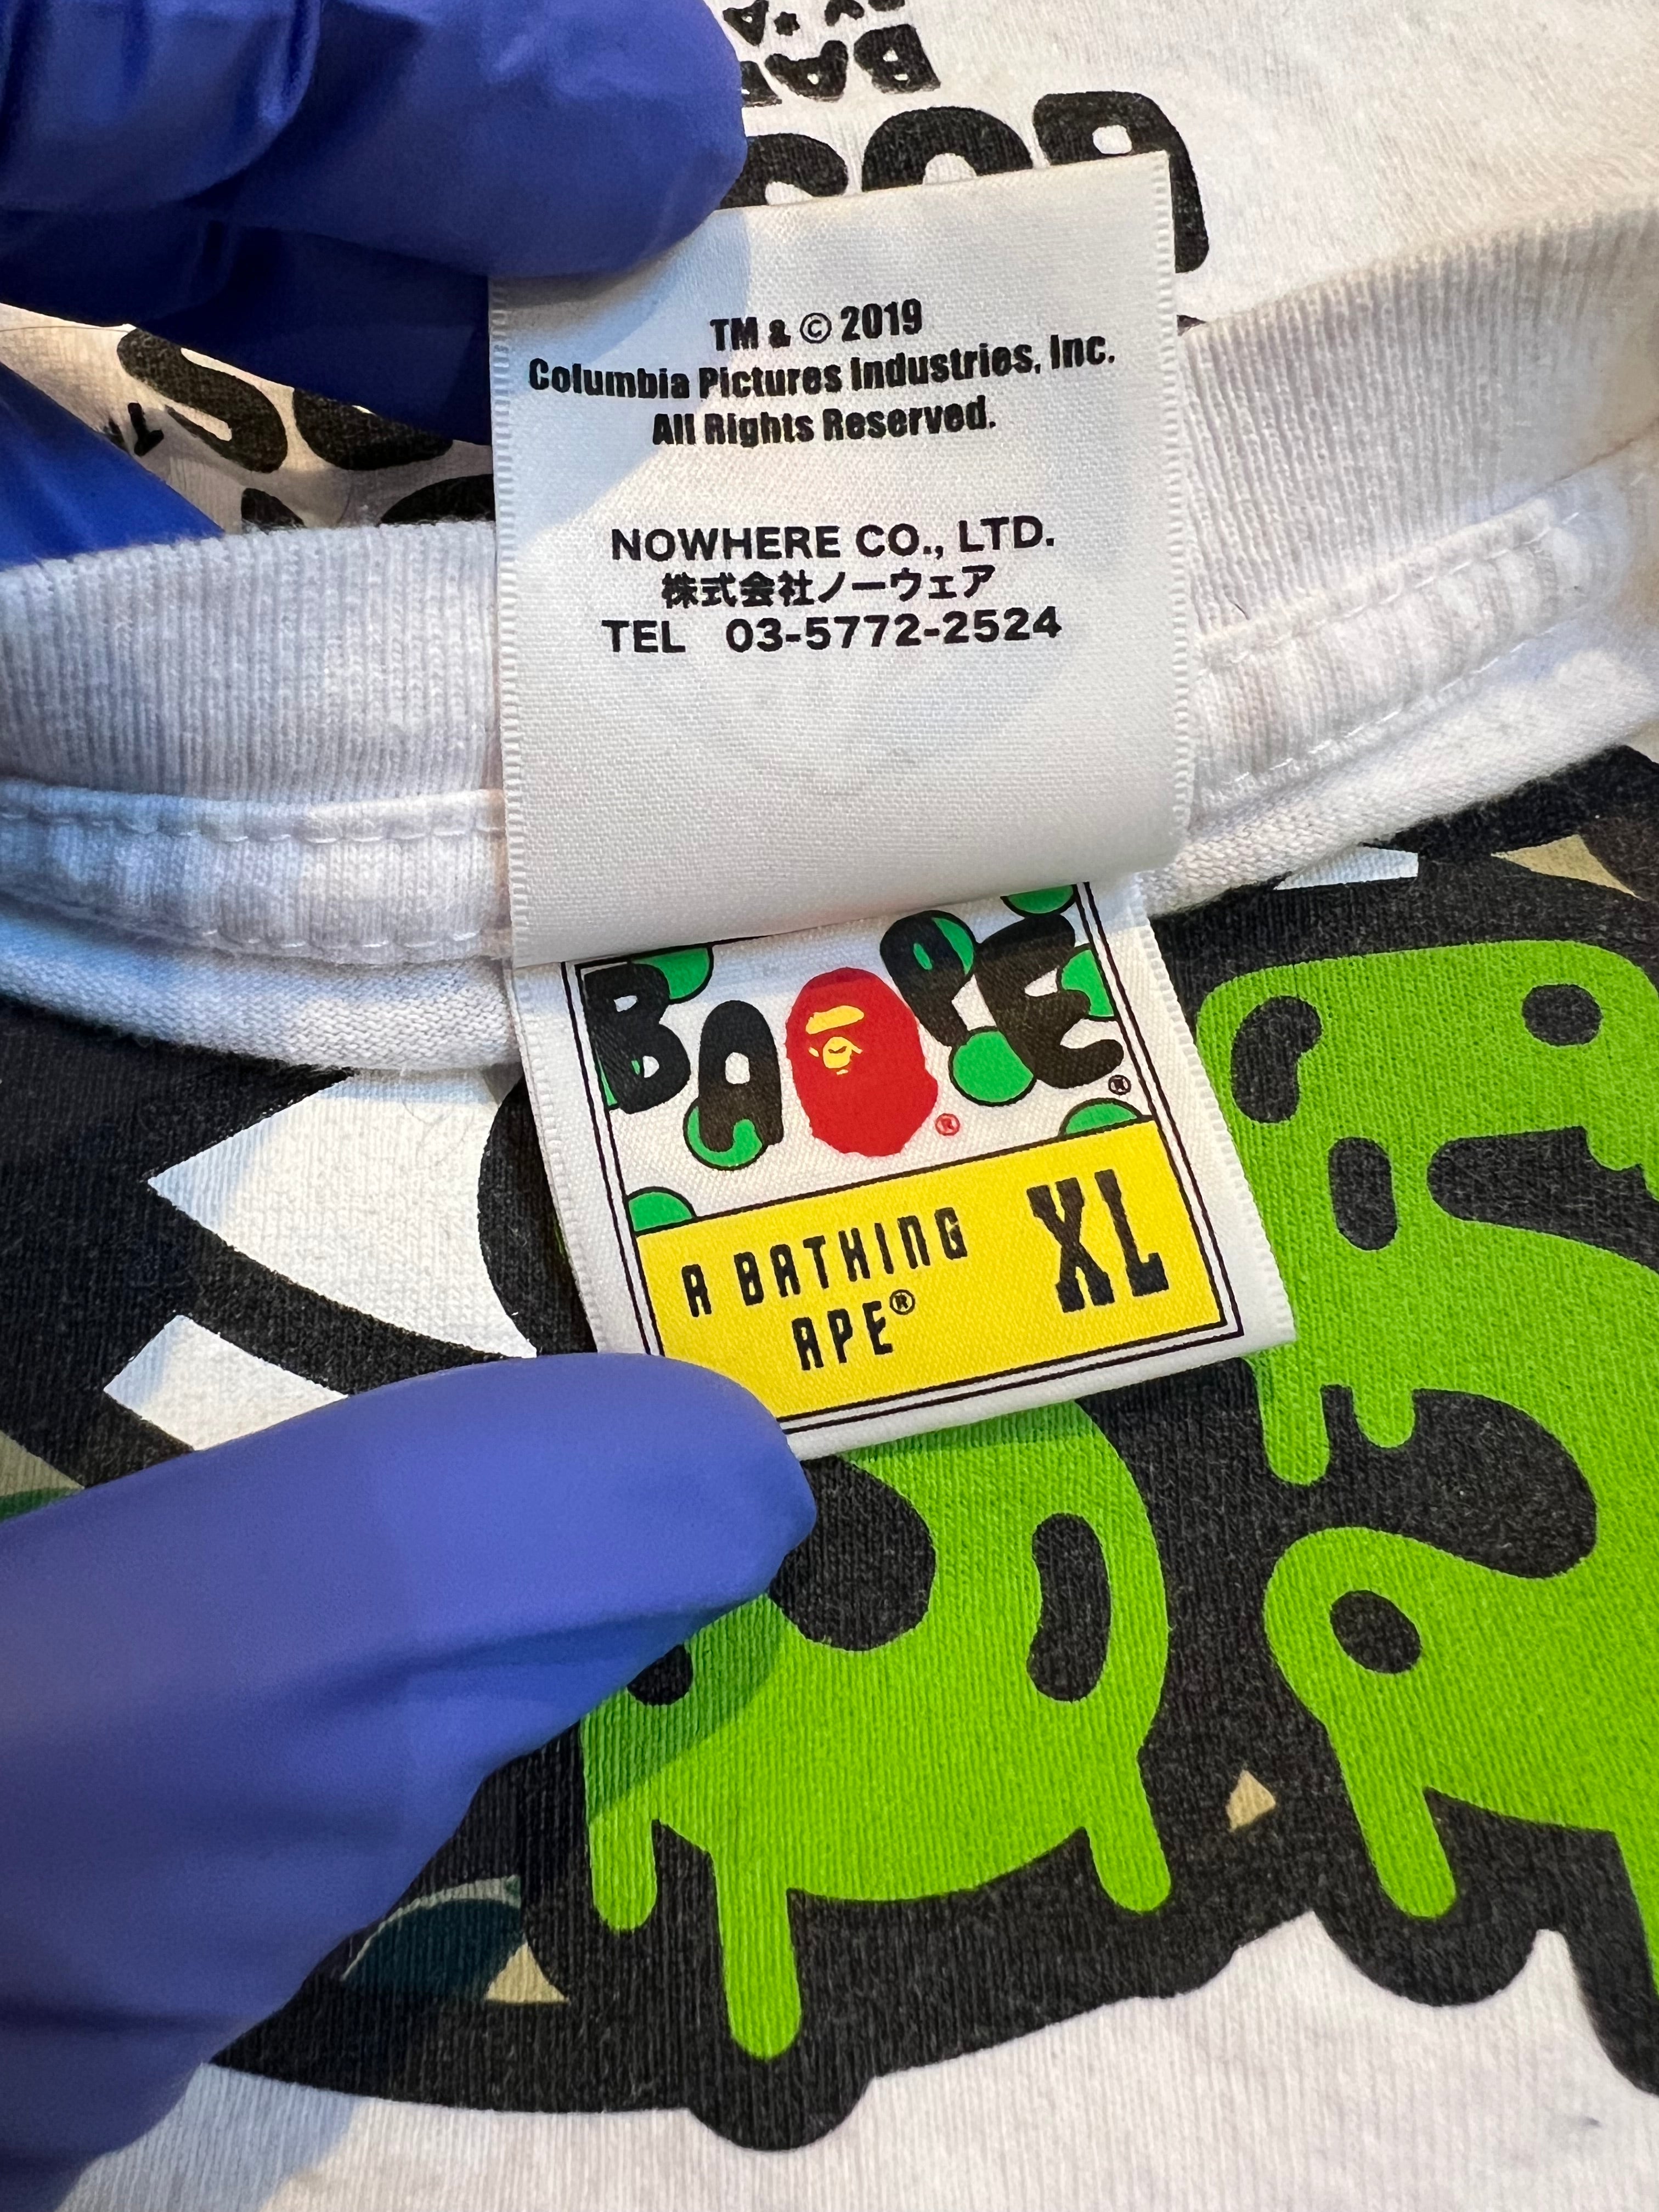 TM & © 2019
Columbia Pictures Industries, Inc.
All Rights Reserved.
NOWHERE CO., LTD.
株式会社ノーウェア
TEL 03-5772-2524
BAPE®
®
A BATHING
APE®
XL